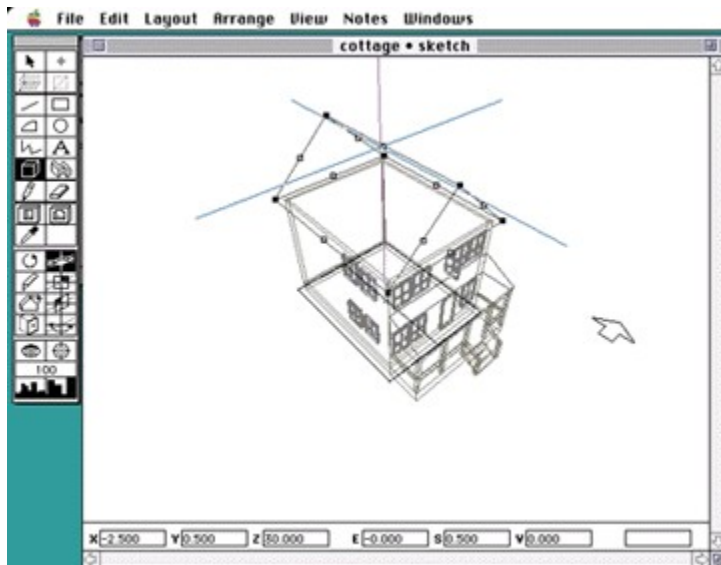 File Edit Layout Arrange View Notes Windows
cottage • sketch
A
100
X -2.500 Y 0.500 Z 30.000 E -0.000 S 0.500 V 0.000